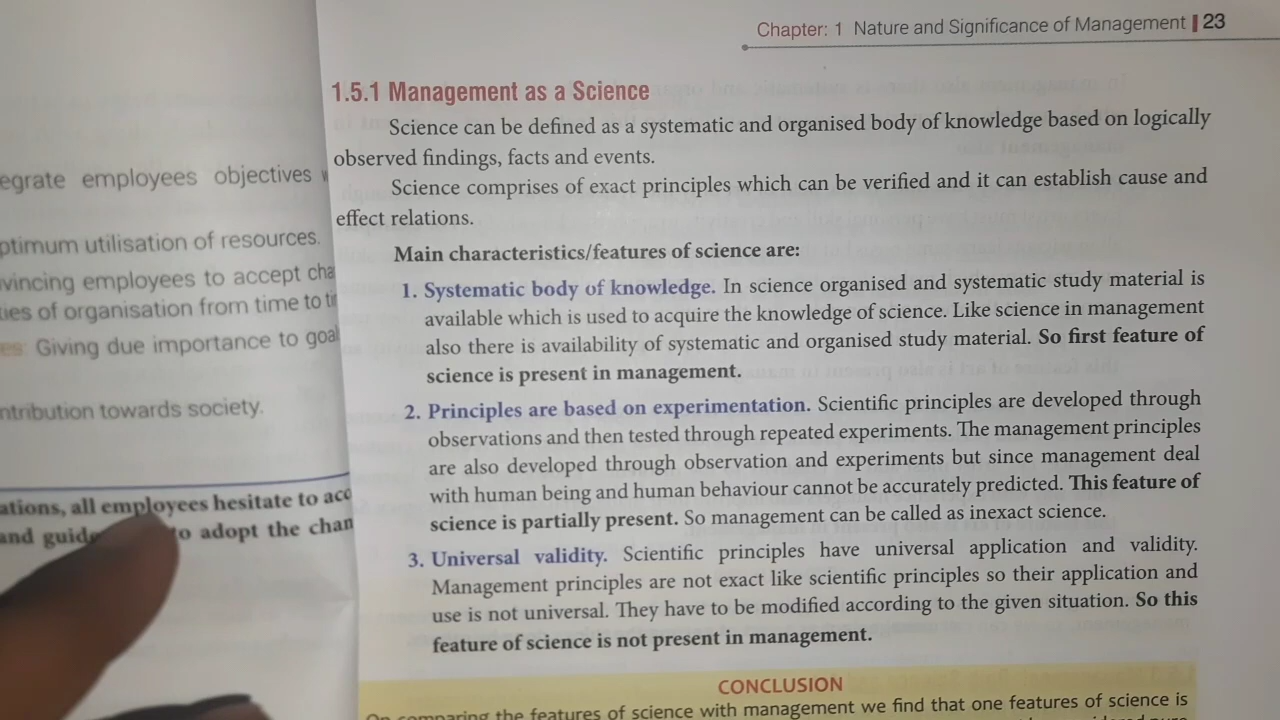 egrate employees objectives
ptimum utilisation of resources.
vincing employees to accept cha
ies of organisation from time to ti
es: Giving due importance to goal
ntribution towards society.
ations, all employees hesitate to acc
and guid to adopt the chan
Chapter: 1 Nature and Significance of Management | 23
1.5.1 Management as a Science
Science can be defined as a systematic and organised body of knowledge based on logically
observed findings, facts and events.
Science comprises of exact principles which can be verified and it can establish cause and
effect relations.
Main characteristics/features of science are:
1. Systematic body of knowledge. In science organised and systematic study material is
available which is used to acquire the knowledge of science. Like science in management
also there is availability of systematic and organised study material. So first feature of
science is present in management.
2. Principles are based on experimentation. Scientific principles are developed through
observations and then tested through repeated experiments. The management principles
are also developed through observation and experiments but since management deal
with human being and human behaviour cannot be accurately predicted. This feature of
science is partially present. So management can be called as inexact science.
3. Universal validity. Scientific principles have universal application and validity.
Management principles are not exact like scientific principles so their application and
use is not universal. They have to be modified according to the given situation. So this
feature of science is not present in management.
CONCLUSION
On comparing the features of science with management we find that one features of science is